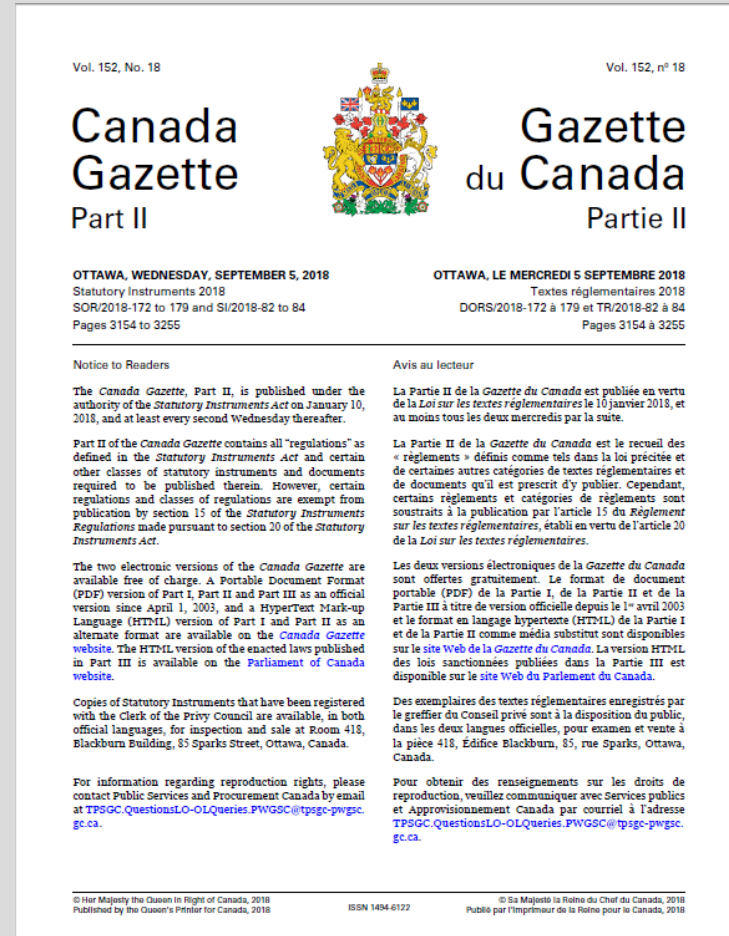 Vol. 152, No. 18
Vol. 152, nº 18
Canada
Gazette
Part II
Gazette
du Canada
Partie II
OTTAWA, WEDNESDAY, SEPTEMBER 5, 2018
Statutory Instruments 2018
SOR/2018-172 to 179 and SI/2018-82 to 84
Pages 3154 to 3255
OTTAWA, LE MERCREDI 5 SEPTEMBRE 2018
Textes réglementaires 2018
DORS/2018-172 à 179 et TR/2018-82 à 84
Pages 3154 à 3255
Notice to Readers
The Canada Gazette, Part II, is published under the
authority of the Statutory Instruments Act on January 10,
2018, and at least every second Wednesday thereafter.
Part II of the Canada Gazette contains all “regulations” as
defined in the Statutory Instruments Act and certain
other classes of statutory instruments and documents
required to be published therein. However, certain
regulations and classes of regulations are exempt from
publication by section 15 of the Statutory Instruments
Regulations made pursuant to section 20 of the Statutory
Instruments Act.
The two electronic versions of the Canada Gazette are
available free of charge. A Portable Document Format
(PDF) version of Part I, Part II and Part III as an official
version since April 1, 2003, and a HyperText Mark-up
Language (HTML) version of Part I and Part II as an
alternate format are available on the Canada Gazette
website. The HTML version of the enacted laws published
in Part III is available on the Parliament of Canada
website.
Copies of Statutory Instruments that have been registered
with the Clerk of the Privy Council are available, in both
official languages, for inspection and sale at Room 418,
Blackburn Building, 85 Sparks Street, Ottawa, Canada.
For information regarding reproduction rights, please
contact Public Services and Procurement Canada by email
at TPSGC.QuestionsLO-OLQueries.PWGSC@tpsgc-pwgsc.
gc.ca.
Avis au lecteur
La Partie II de la Gazette du Canada est publiée en vertu
de la Loi sur les textes réglementaires le 10 janvier 2018, et
au moins tous les deux mercredis par la suite.
La Partie II de la Gazette du Canada est le recueil des
« règlements » définis comme tels dans la loi précitée et
de certaines autres catégories de textes réglementaires et
de documents qu'il est prescrit d'y publier. Cependant,
certains règlements et catégories de règlements sont
soustraits à la publication par l'article 15 du Règlement
sur les textes réglementaires, établi en vertu de l'article 20
de la Loi sur les textes réglementaires.
Les deux versions électroniques de la Gazette du Canada
sont offertes gratuitement. Le format de document
portable (PDF) de la Partie I, de la Partie II et de la
Partie III à titre de version officielle depuis le 1er avril 2003
et le format en langage hypertexte (HTML) de la Partie I
et de la Partie II comme média substitut sont disponibles
sur le site Web de la Gazette du Canada. La version HTML
des lois sanctionnées publiées dans la Partie III est
disponible sur le site Web du Parlement du Canada.
Des exemplaires des textes réglementaires enregistrés par
le greffier du Conseil privé sont à la disposition du public,
dans les deux langues officielles, pour examen et vente à
la pièce 418, Édifice Blackburn, 85, rue Sparks, Ottawa,
Canada.
Pour obtenir des renseignements sur les droits de
reproduction, veuillez communiquer avec Services publics
et Approvisionnement Canada par courriel à l'adresse
TPSGC.QuestionsLO-OLQueries.PWGSC@tpsgc-pwgsc.
gc.ca.
© Her Majesty the Queen in Right of Canada, 2018
Published by the Queen's Printer for Canada, 2018
ISSN 1494-6122
© Sa Majesté la Reine du Chef du Canada, 2018
Publié par l'Imprimeur de la Reine pour le Canada, 2018